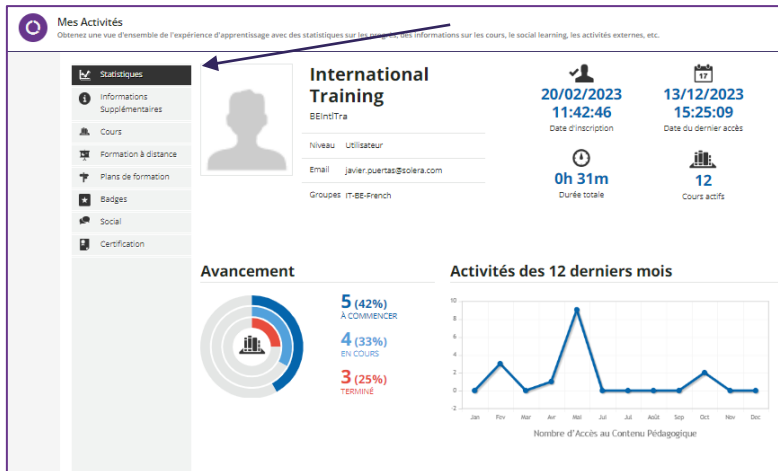 Mes Activités
Obtenez une vue d'ensemble de l'expérience d'apprentissage avec des statistiques sur les progrès, des informations sur les cours, le social learning, les activités externes, etc.
Statistiques
Informations
Supplémentaires
Cours
Formation à distance
Plans de formation
Badges
Social
Certification
International
Training
BEIntlTra
Niveau Utilisateur
Email javier.puertas@solera.com
Groupes IT-BE-French
20/02/2023
11:42:46
Date d'inscription
17
13/12/2023
15:25:09
Date du dernier accès
0h 31m
Durée totale
12
Cours actifs
Avancement
5 (42%)
À COMMENCER
4 (33%)
EN COURS
3 (25%)
TERMINÉ
Activités des 12 derniers mois
10
8
6
4
2
0
-2
Jan Fev Mar Avr Mai Jul Jul Août Sep Oct Nov Dec
Nombre d'Accès au Contenu Pédagogique